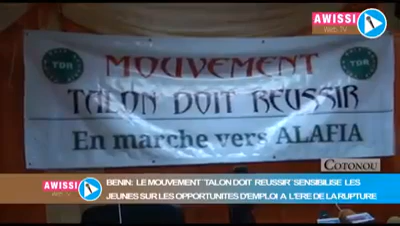 AWISSI
Web TV
TDR
TDR
MOUVEMENT
TALON DOIT REUSSIR
En marche vers ALAFIA
COTONOU
AWISSI
BENIN: LE MOUVEMENT 'TALON DOIT REUSSIR' SENSIBILISE LES
JEUNES SUR LES OPPORTUNITES D'EMPLOI A L'ERE DE LA RUPTURE